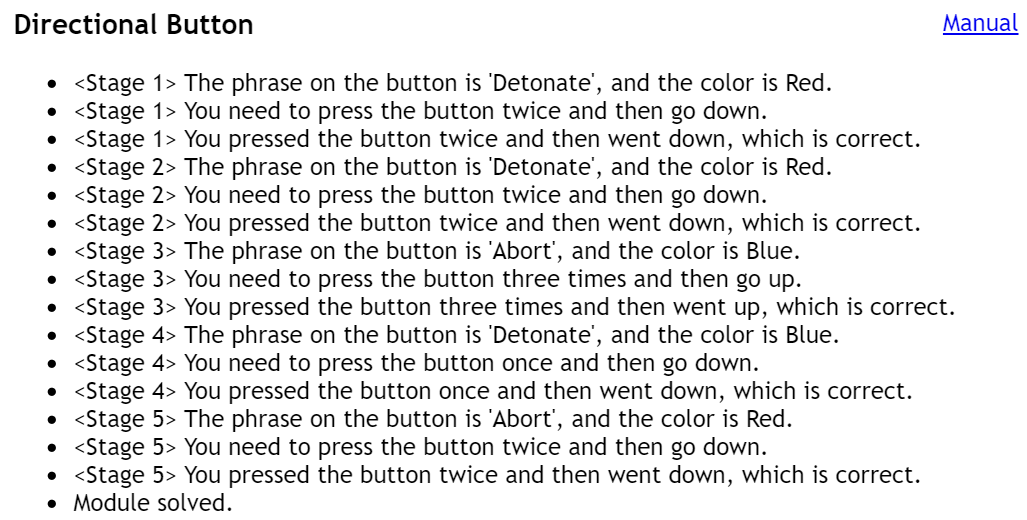 Directional Button
Manual
• <Stage 1> The phrase on the button is 'Detonate', and the color is Red.
• <Stage 1> You need to press the button twice and then go down.
• <Stage 1> You pressed the button twice and then went down, which is correct.
• <Stage 2> The phrase on the button is 'Detonate', and the color is Red.
• <Stage 2> You need to press the button twice and then go down.
• <Stage 2> You pressed the button twice and then went down, which is correct.
• <Stage 3> The phrase on the button is 'Abort', and the color is Blue.
• <Stage 3> You need to press the button three times and then go up.
• <Stage 3> You pressed the button three times and then went up, which is correct.
• <Stage 4> The phrase on the button is 'Detonate', and the color is Blue.
• <Stage 4> You need to press the button once and then go down.
• <Stage 4> You pressed the button once and then went down, which is correct.
• <Stage 5> The phrase on the button is 'Abort', and the color is Red.
• <Stage 5> You need to press the button twice and then go down.
• <Stage 5> You pressed the button twice and then went down, which is correct.
• Module solved.